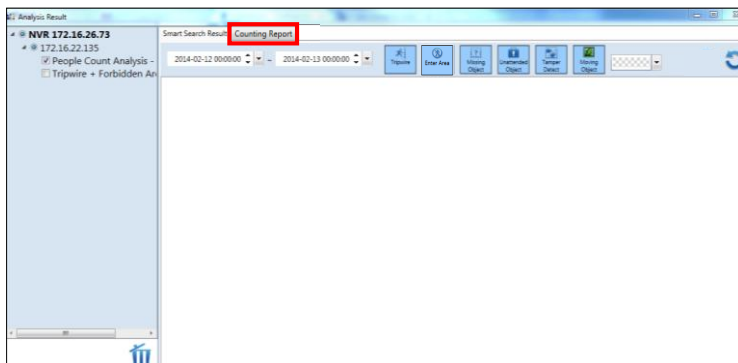 Analysis Result
NVR 172.16.26.73
172.16.22.135
People Count Analysis -
Tripwire + Forbidden Are
Smart Search Result Counting Report
2014-02-12 00:00:00 - 2014-02-13 00:00:00
Tripwire
Enter Area
Missing Object
Unattended Object
Tamper Detect
Moving Object